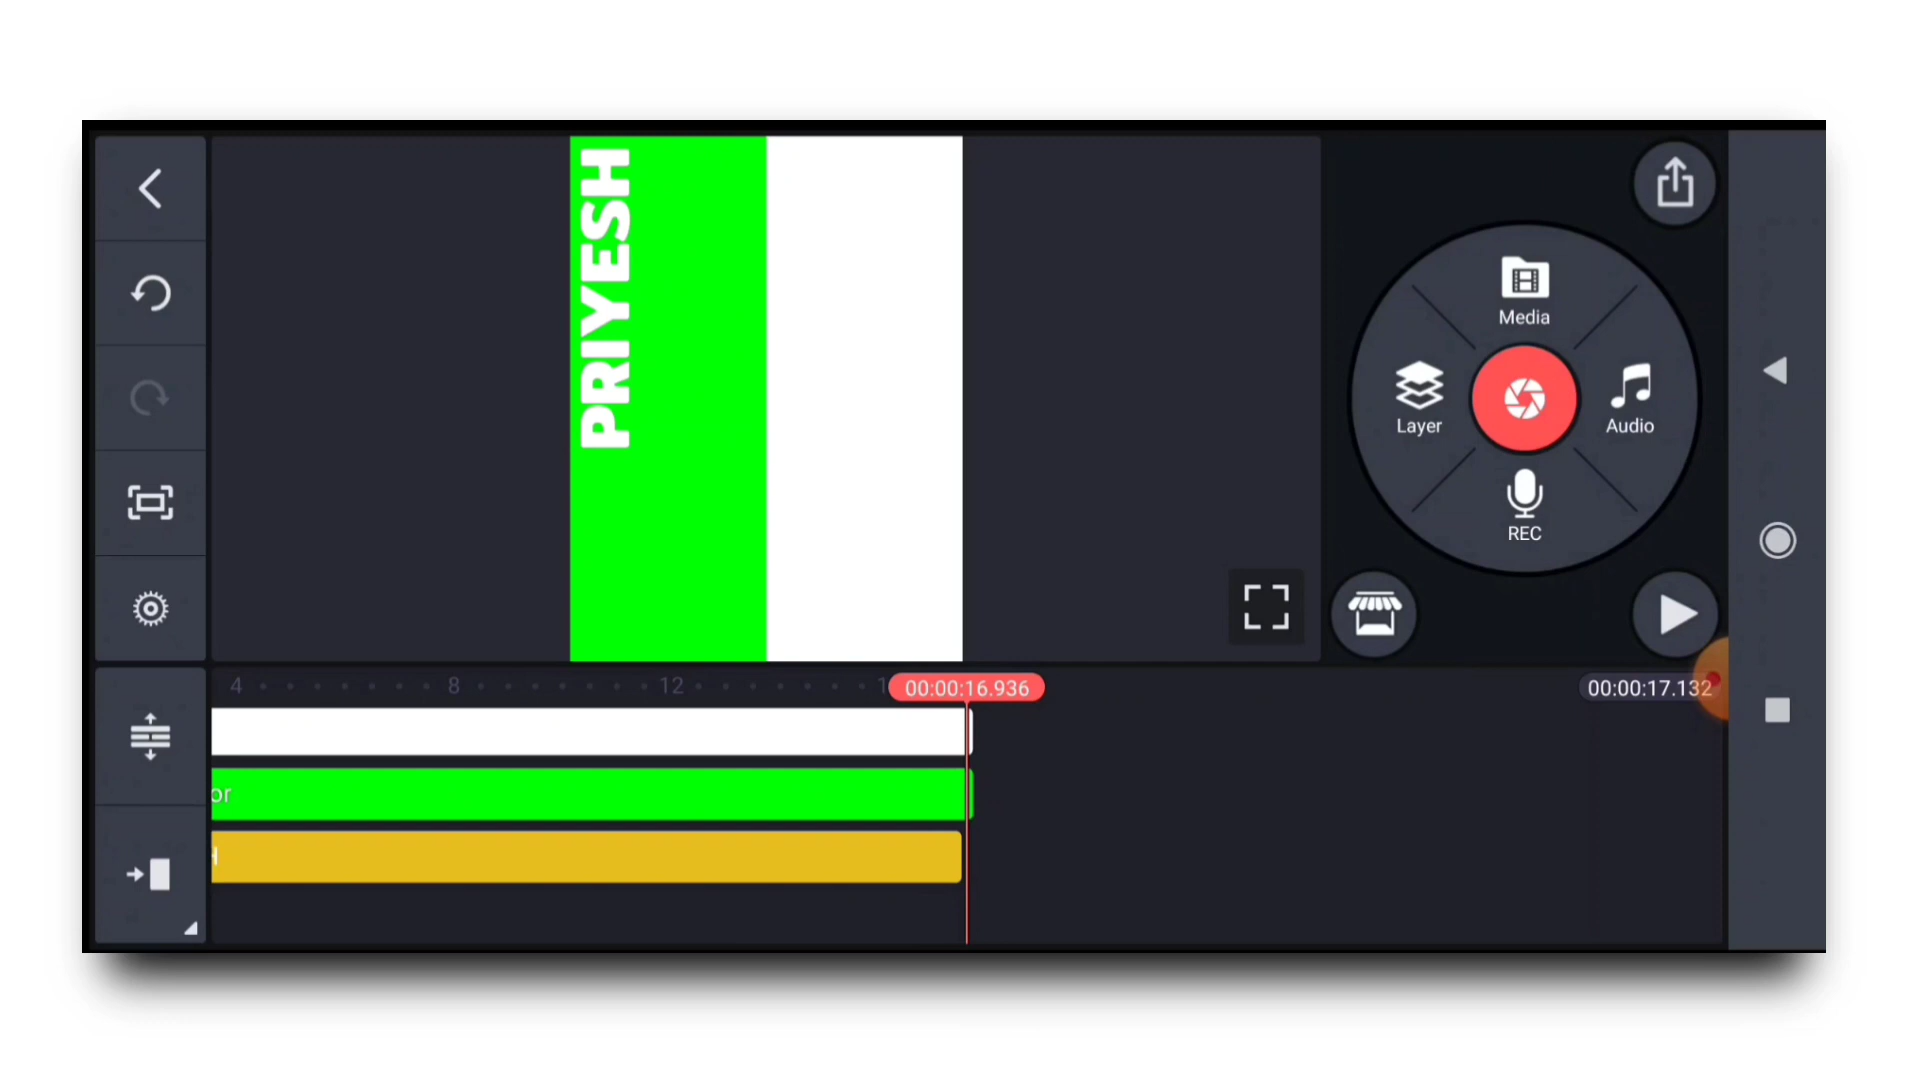 PRIYESH
Media
Layer
Audio
REC
4
8
12
00:00:16.936
00:00:17.132
or